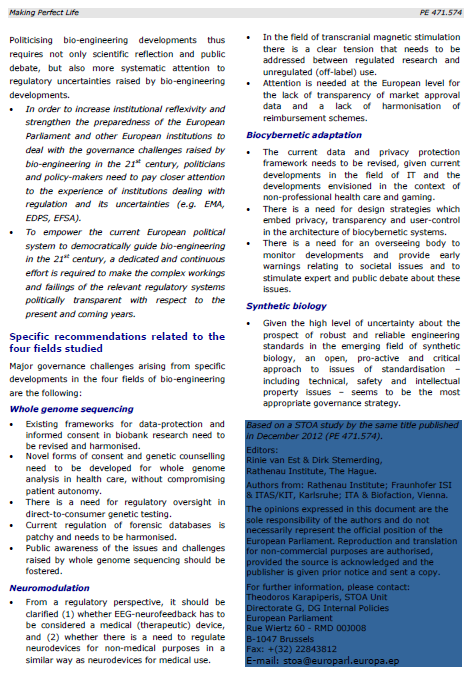 Making Perfect Life
PE 471.574
Politicising bio-engineering developments thus
requires not only scientific reflection and public
debate, but also more systematic attention to
regulatory uncertainties raised by bio-engineering
developments.
• In order to increase institutional reflexivity and
strengthen the preparedness of the European
Parliament and other European institutions to
deal with the governance challenges raised by
bio-engineering in the 21st century, politicians
and policy-makers need to pay closer attention
to the experience of institutions dealing with
regulation and its uncertainties (e.g. EMA,
EDPS, EFSA).
• To empower the current European political
system to democratically guide bio-engineering
in the 21st century, a dedicated and continuous
effort is required to make the complex workings
and failings of the relevant regulatory systems
politically transparent with respect to the
present and coming years.
Specific recommendations related to the
four fields studied
Major governance challenges arising from specific
developments in the four fields of bio-engineering
are the following:
Whole genome sequencing
• Existing frameworks for data-protection and
informed consent in biobank research need to
be revised and harmonised.
• Novel forms of consent and genetic counselling
need to be developed for whole genome
analysis in health care, without compromising
patient autonomy.
• There is a need for regulatory oversight in
direct-to-consumer genetic testing.
• Current regulation of forensic databases is
patchy and needs to be harmonised.
• Public awareness of the issues and challenges
raised by whole genome sequencing should be
fostered.
Neuromodulation
• From a regulatory perspective, it should be
clarified (1) whether EEG-neurofeedback has to
be considered a medical (therapeutic) device,
and (2) whether there is a need to regulate
neurodevices for non-medical purposes in a
similar way as neurodevices for medical use.
• In the field of transcranial magnetic stimulation
there is a clear tension that needs to be
addressed between regulated research and
unregulated (off-label) use.
• Attention is needed at the European level for
the lack of transparency of market approval
data and a lack of harmonisation of
reimbursement schemes.
Biocybernetic adaptation
• The current data and privacy protection
framework needs to be revised, given current
developments in the field of IT and the
developments envisioned in the context of
non-professional health care and gaming.
• There is a need for design strategies which
embed privacy, transparency and user-control
in the architecture of biocybernetic systems.
• There is a need for an overseeing body to
monitor developments and provide early
warnings relating to societal issues and to
stimulate expert and public debate about these
issues.
Synthetic biology
• Given the high level of uncertainty about the
prospect of robust and reliable engineering
standards in the emerging field of synthetic
biology, an open, pro-active and critical
approach to issues of standardisation –
including technical, safety and intellectual
property issues – seems to be the most
appropriate governance strategy.
Based on a STOA study by the same title published
in December 2012 (PE 471.574).
Editors:
Rinie van Est & Dirk Stemerding,
Rathenau Institute, The Hague.
Authors from: Rathenau Institute; Fraunhofer ISI
& ITAS/KIT, Karlsruhe; ITA & Biofaction, Vienna.
The opinions expressed in this document are the
sole responsibility of the authors and do not
necessarily represent the official position of the
European Parliament. Reproduction and translation
for non-commercial purposes are authorised,
provided the source is acknowledged and the
publisher is given prior notice and sent a copy.
For further information, please contact:
Theodoros Karapiperis, STOA Unit
Directorate G, DG Internal Policies
European Parliament
Rue Wiertz 60 - RMD 00J008
B-1047 Brussels
Fax: +(32) 22843812
E-mail: stoa@europarl.europa.ep